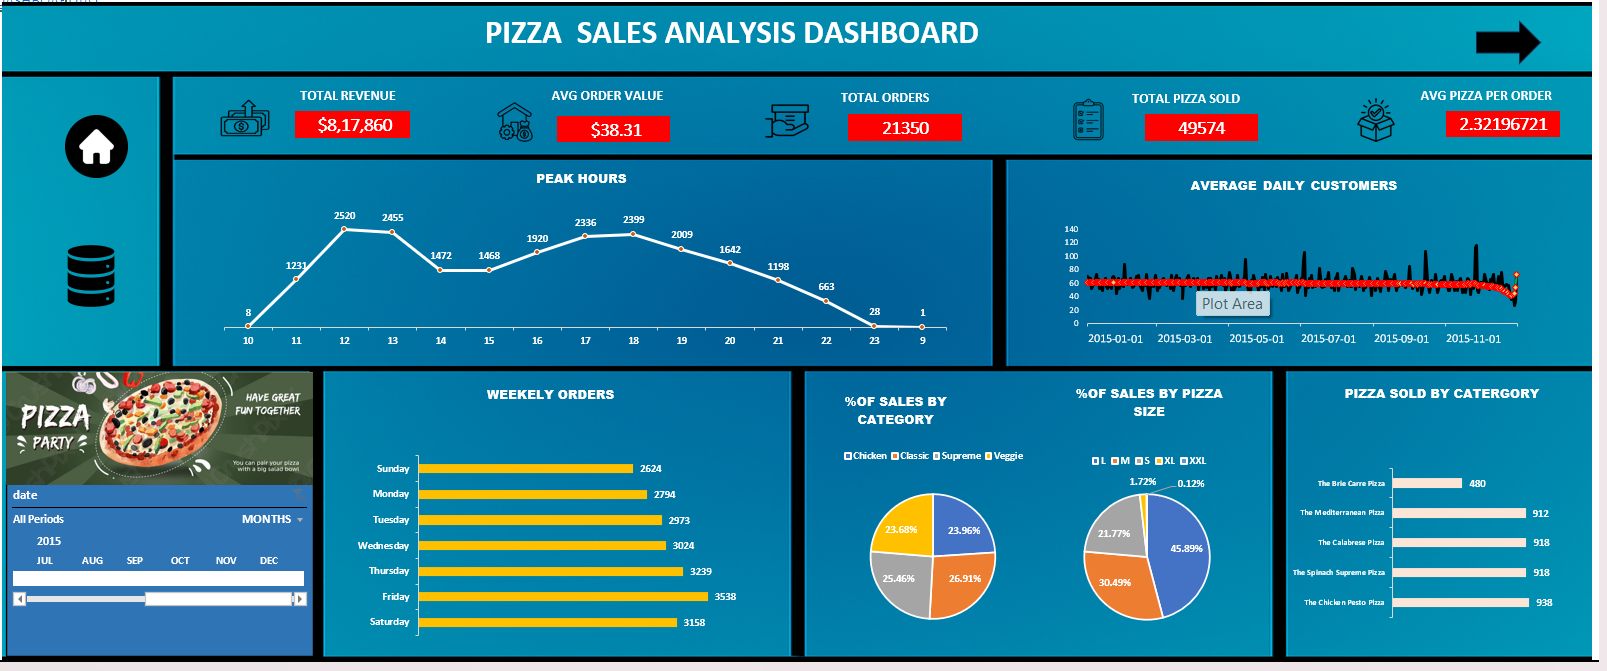 PIZZA SALES ANALYSIS DASHBOARD
TOTAL REVENUE
$8,17,860
AVG ORDER VALUE
$38.31
TOTAL ORDERS
21350
TOTAL PIZZA SOLD
49574
AVG PIZZA PER ORDER
2.32196721
PEAK HOURS
8
1231
2520
2455
1472
1468
1920
2336
2399
2009
1642
1198
663
28
1
10 11 12 13 14 15 16 17 18 19 20 21 22 23 9
AVERAGE DAILY CUSTOMERS
140
120
100
80
60
40
20
0
Plot Area
2015-01-01 2015-03-01 2015-05-01 2015-07-01 2015-09-01 2015-11-01
PIZZA
PARTY
HAVE GREAT
FUN TOGETHER
You can pair your pizza
with a big salad bowl
date
All Periods MONTHS
2015
JUL AUG SEP OCT NOV DEC
WEEKLY ORDERS
Sunday 2624
Monday 2794
Tuesday 2973
Wednesday 3024
Thursday 3239
Friday 3538
Saturday 3158
%OF SALES BY
CATEGORY
Chicken Classic Supreme Veggie
23.68%
23.96%
25.46%
26.91%
%OF SALES BY PIZZA
SIZE
L M S XL XXL
1.72%
0.12%
21.77%
45.89%
30.49%
PIZZA SOLD BY CATERGORY
The Brie Carre Pizza 480
The Mediterranean Pizza 912
The Calabrese Pizza 918
The Spinach Supreme Pizza 918
The Chicken Pesto Pizza 938